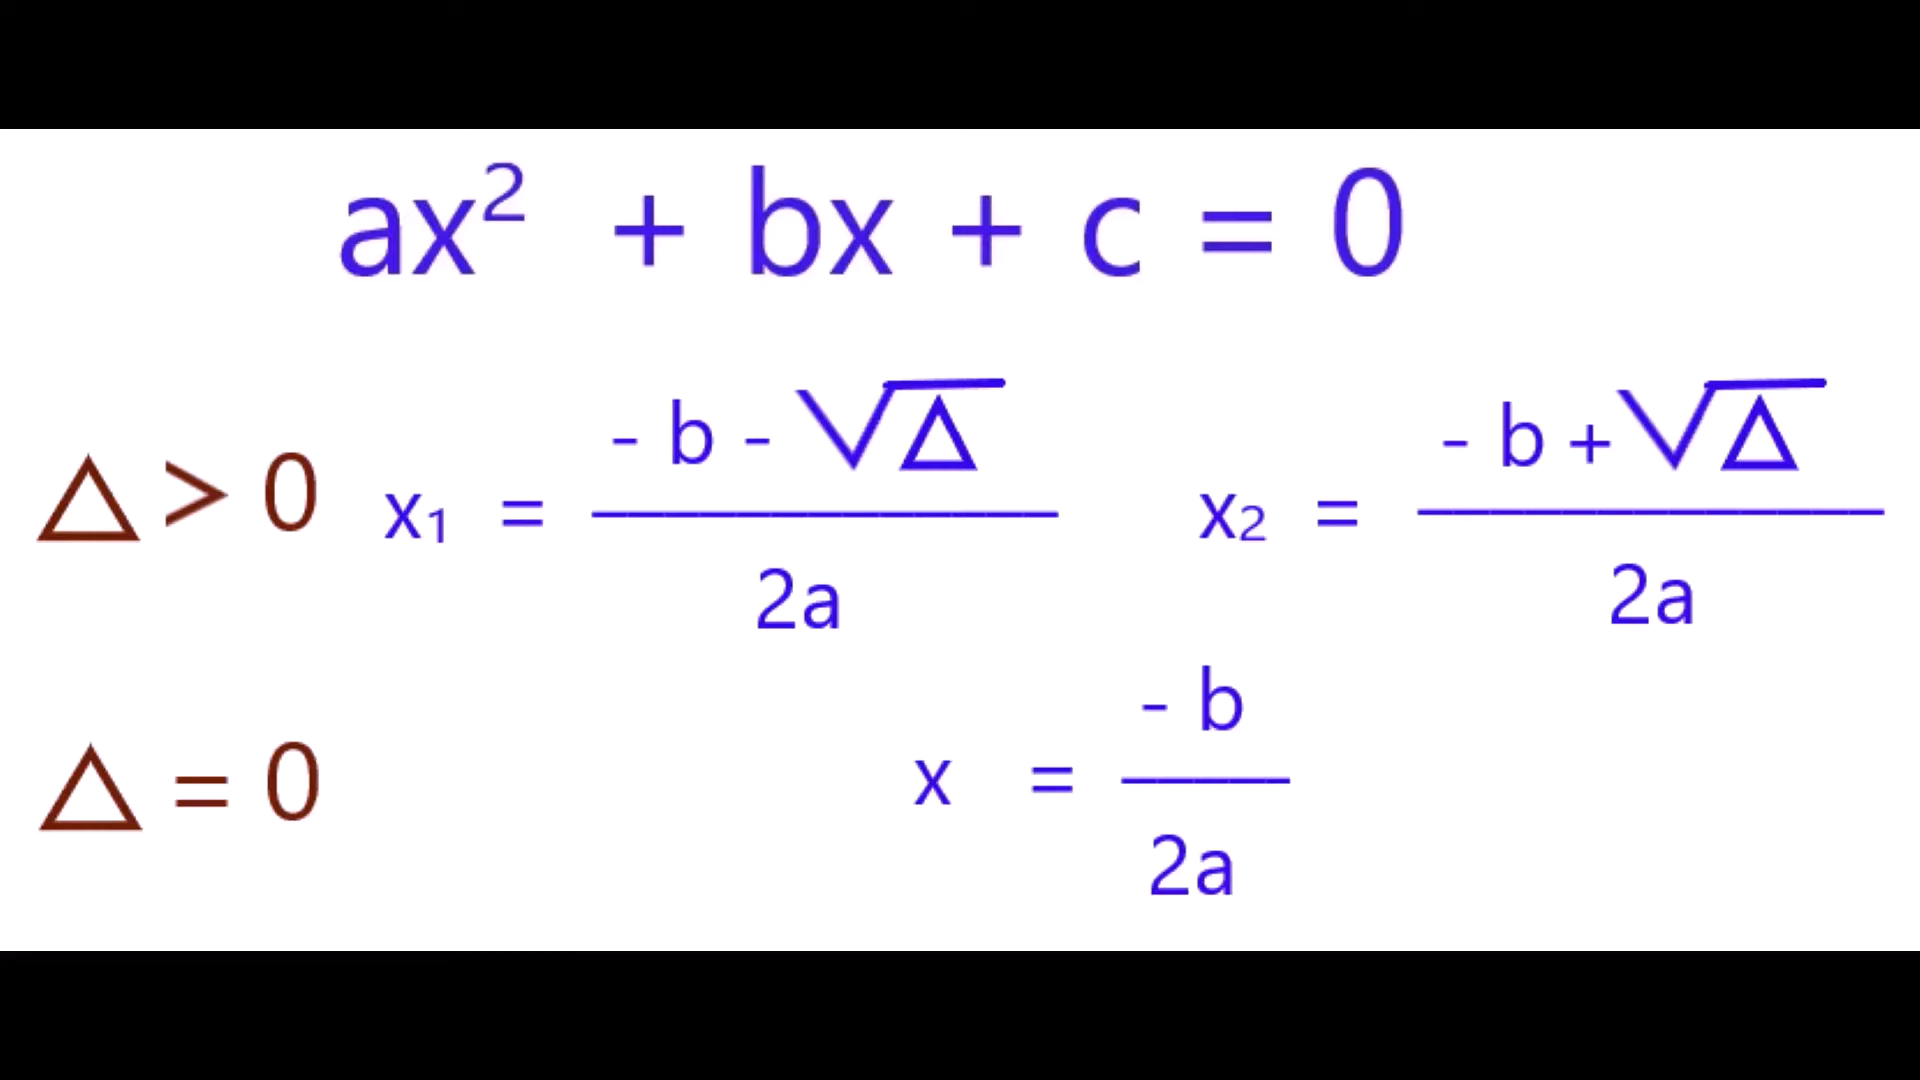 ax² + bx + c = 0
△ > 0 x₁ = (- b - √△) / 2a x₂ = (- b + √△) / 2a
△ = 0 x = - b / 2a